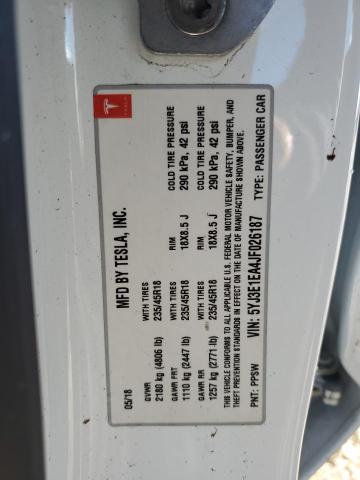 TESLA
MFD BY TESLA, INC.
05/18
GVWR WITH TIRES
2180 kg (4806 lb) 235/45R18
GAWR FRT WITH TIRES RIM COLD TIRE PRESSURE
1110 kg (2447 lb) 235/45R18 18X8.5 J 290 kPa, 42 psi
GAWR RR WITH TIRES RIM COLD TIRE PRESSURE
1257 kg (2771 lb) 235/45R18 18X8.5 J 290 kPa, 42 psi
THIS VEHICLE CONFORMS TO ALL APPLICABLE U.S. FEDERAL MOTOR VEHICLE SAFETY, BUMPER, AND
THEFT PREVENTION STANDARDS IN EFFECT ON THE DATE OF MANUFACTURE SHOWN ABOVE.
VIN: 5YJ3E1EA4JF026187
PNT: PPSW TYPE: PASSENGER CAR